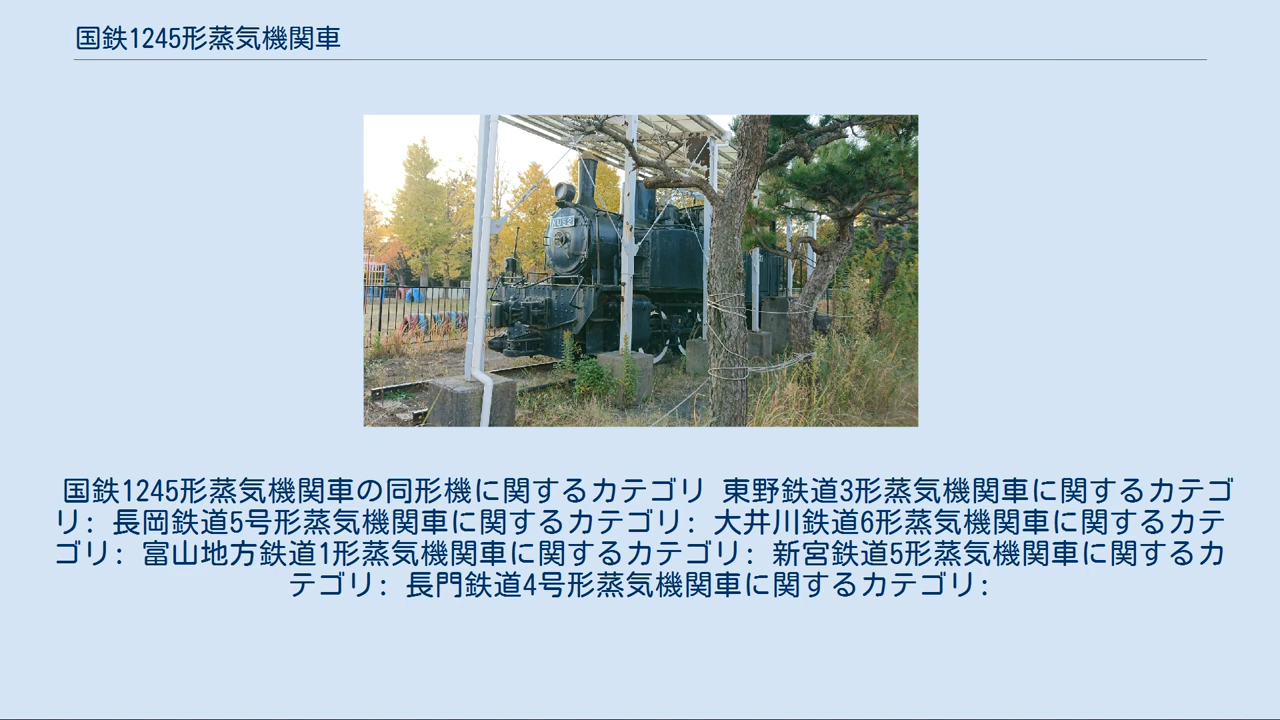 国鉄1245形蒸気機関車
国鉄1245形蒸気機関車の同形機に関するカテゴリ 東野鉄道3形蒸気機関車に関するカテゴ
リ: 長岡鉄道5号形蒸気機関車に関するカテゴリ: 大井川鉄道6形蒸気機関車に関するカテ
ゴリ: 富山地方鉄道1形蒸気機関車に関するカテゴリ: 新宮鉄道5形蒸気機関車に関するカ
テゴリ: 長門鉄道4号形蒸気機関車に関するカテゴリ: